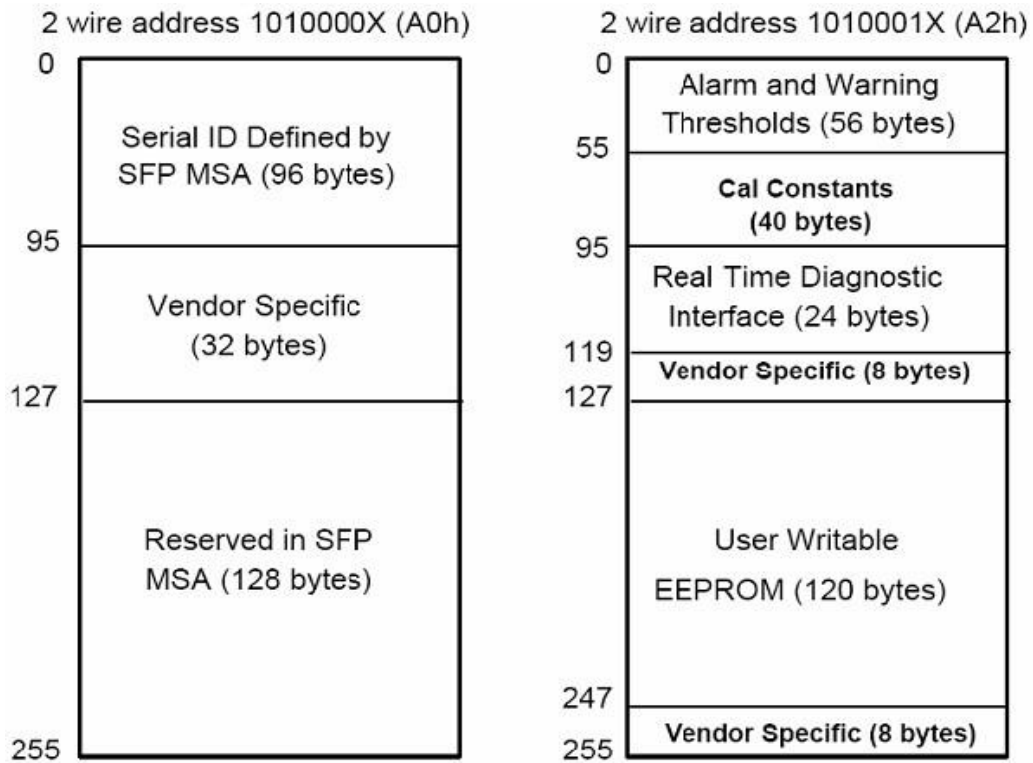 2 wire address 1010000X (A0h)
0
Serial ID Defined by
SFP MSA (96 bytes)
95
Vendor Specific
(32 bytes)
127
Reserved in SFP
MSA (128 bytes)
255
2 wire address 1010001X (A2h)
0
Alarm and Warning
Thresholds (56 bytes)
55
Cal Constants
(40 bytes)
95
Real Time Diagnostic
Interface (24 bytes)
119
Vendor Specific (8 bytes)
127
User Writable
EEPROM (120 bytes)
247
Vendor Specific (8 bytes)
255